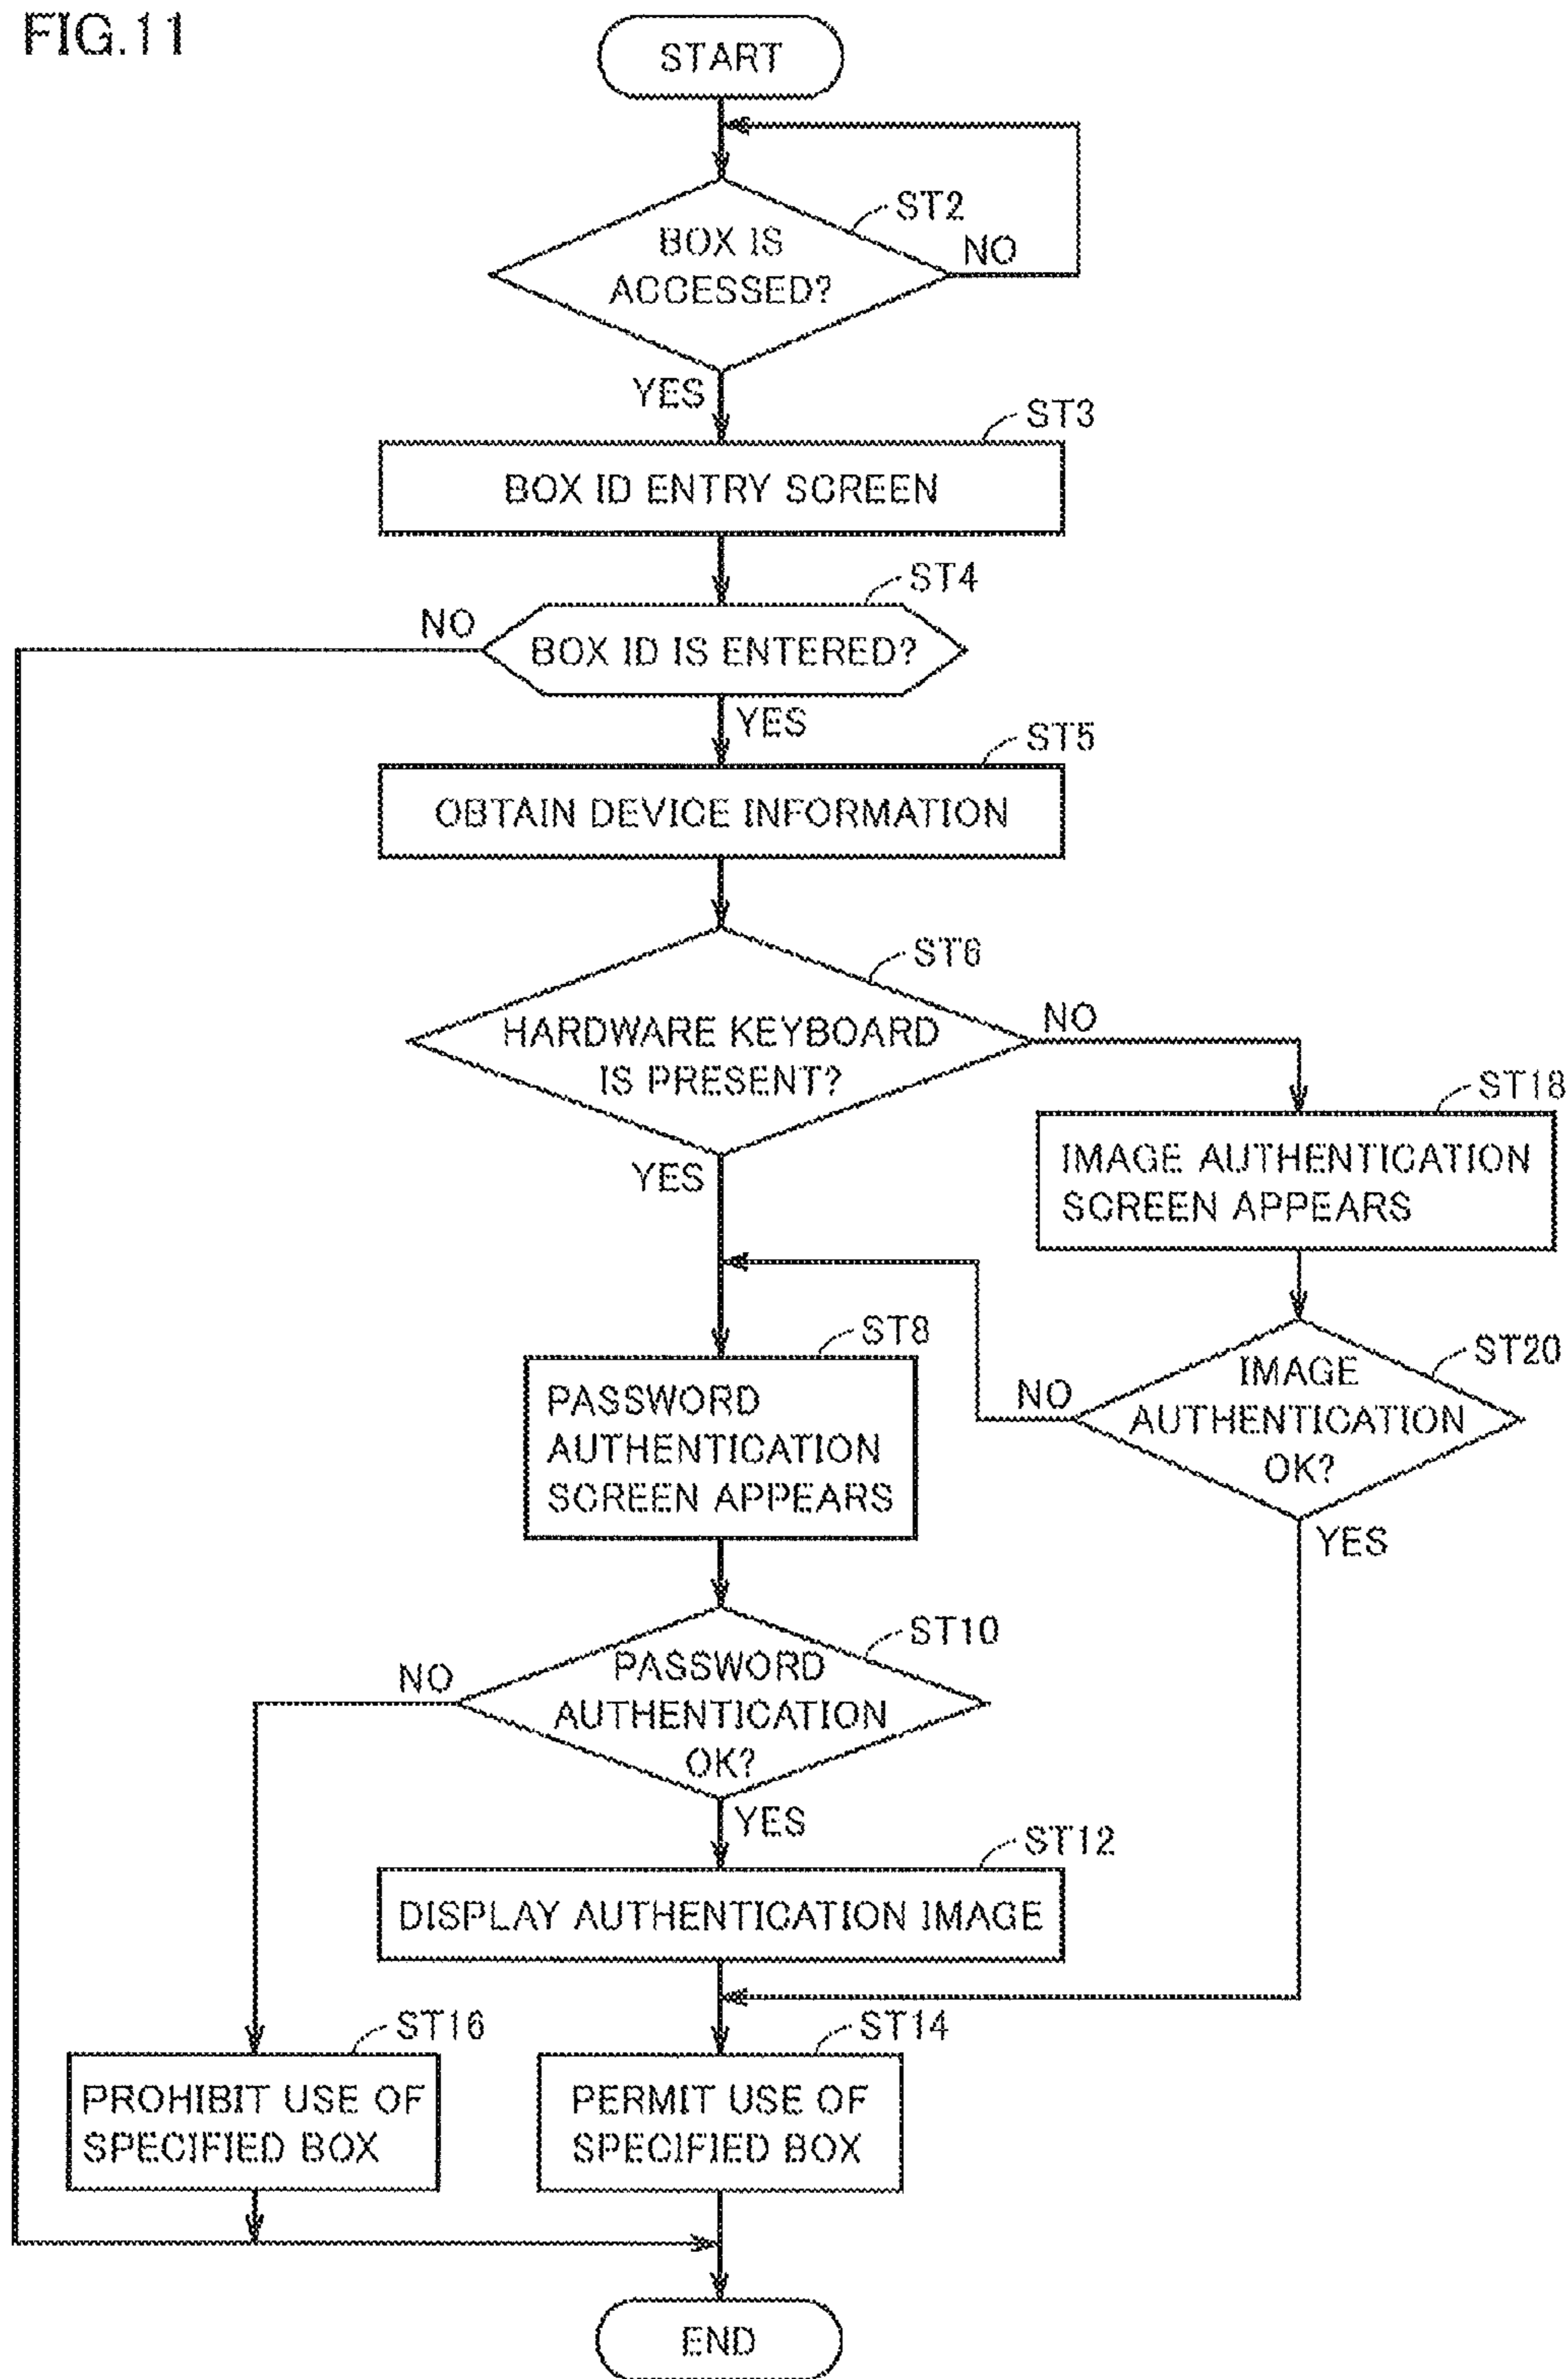 FIG.11
START
ST2
BOX IS
ACCESSED?
NO
YES
ST3
BOX ID ENTRY SCREEN
ST4
NO
BOX ID IS ENTERED?
YES
ST5
OBTAIN DEVICE INFORMATION
ST6
HARDWARE KEYBOARD
IS PRESENT?
NO
YES
ST18
IMAGE AUTHENTICATION
SCREEN APPEARS
ST8
PASSWORD
AUTHENTICATION
SCREEN APPEARS
ST20
IMAGE
AUTHENTICATION
OK?
NO
YES
ST10
PASSWORD
AUTHENTICATION
OK?
NO
YES
ST12
DISPLAY AUTHENTICATION IMAGE
ST16
PROHIBIT USE OF
SPECIFIED BOX
ST14
PERMIT USE OF
SPECIFIED BOX
END